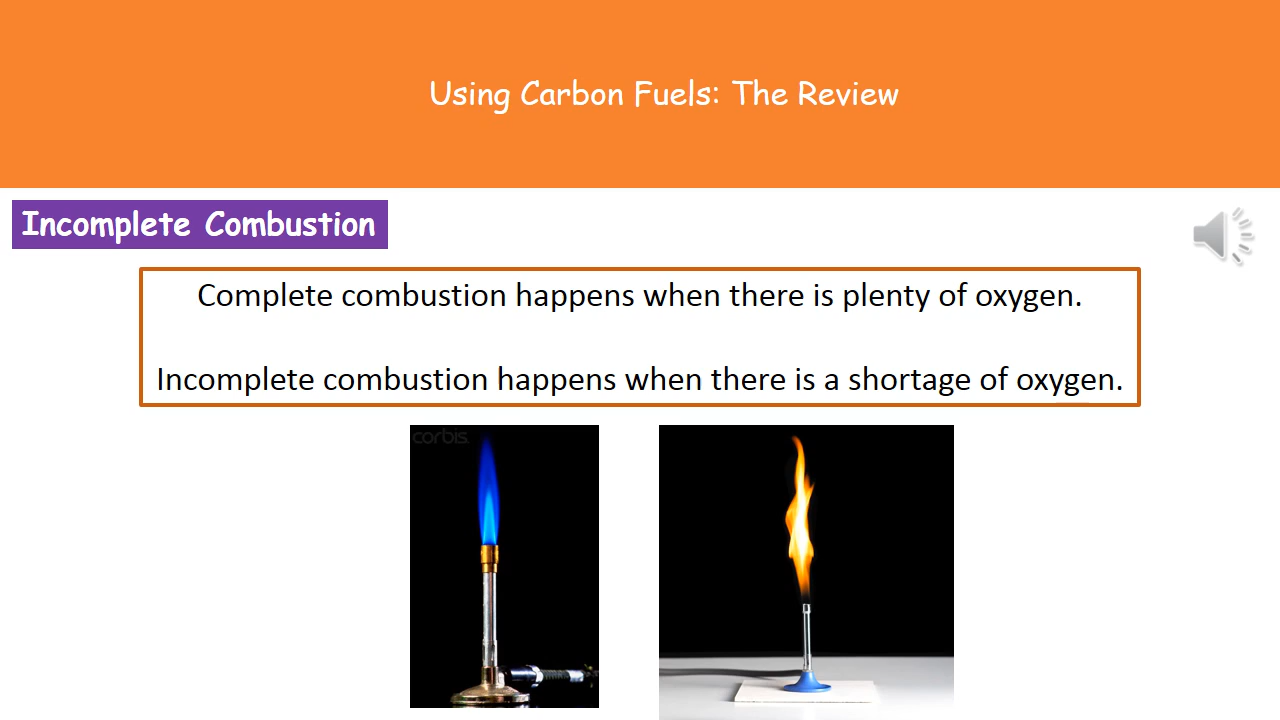 Using Carbon Fuels: The Review
Incomplete Combustion
Complete combustion happens when there is plenty of oxygen.
Incomplete combustion happens when there is a shortage of oxygen.
corbis